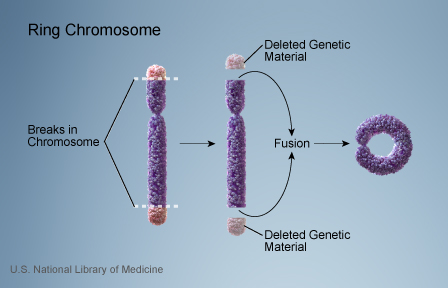 Ring Chromosome
Deleted Genetic
Material
Breaks in
Chromosome
Fusion
Deleted Genetic
Material
U.S. National Library of Medicine